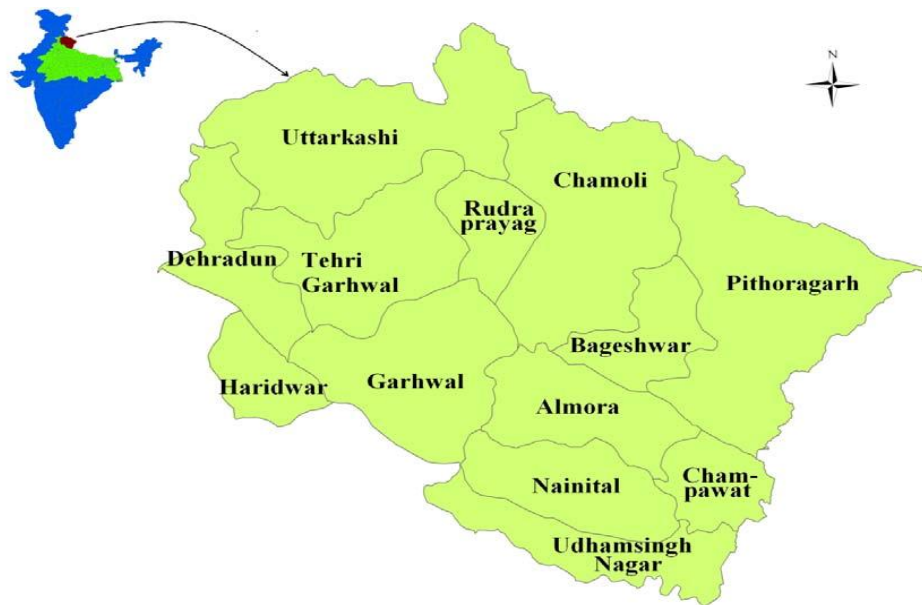 N
Uttarkashi
Chamoli
Rudra
prayag
Dehradun
Tehri
Garhwal
Pithoragarh
Bageshwar
Haridwar
Garhwal
Almora
Nainital
Cham-
pawat
Udhamsingh
Nagar